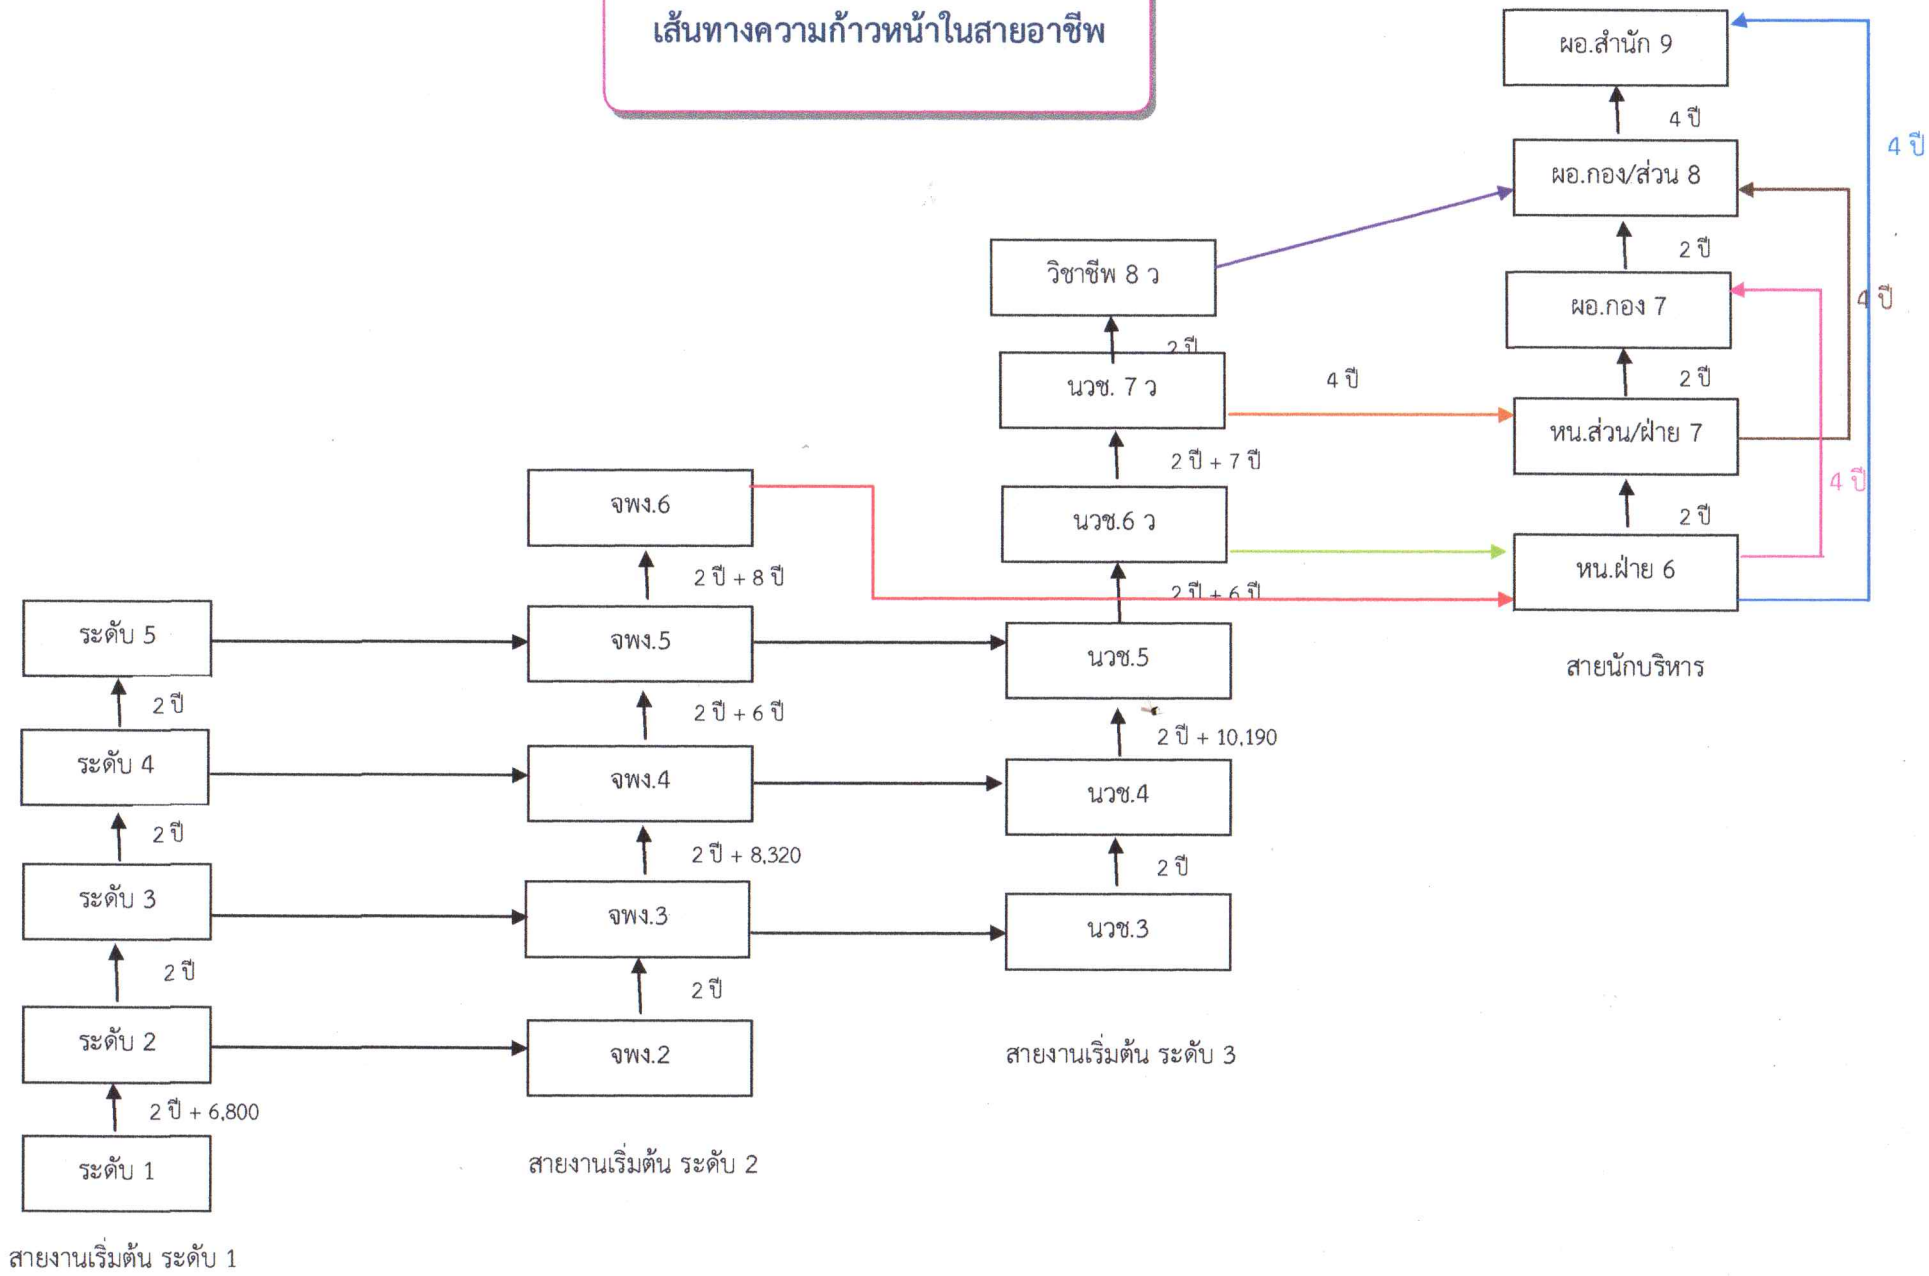 เส้นทางความก้าวหน้าในสายอาชีพ
ผอ.สำนัก 9
4 ปี
4 ปี
ผอ.กอง/ส่วน 8
2 ปี
วิชาชีพ 8 ว
ผอ.กอง 7
4 ปี
2 ปี
นวช. 7 ว
4 ปี
2 ปี
หน.ส่วน/ฝ่าย 7
2 ปี + 7 ปี
4 ปี
จพง.6
นวช.6 ว
2 ปี
หน.ฝ่าย 6
2 ปี + 8 ปี
2 ปี + 6 ปี
ระดับ 5
จพง.5
นวช.5
สายนักบริหาร
2 ปี
2 ปี + 6 ปี
2 ปี + 10,190
ระดับ 4
จพง.4
นวช.4
2 ปี
2 ปี + 8,320
2 ปี
ระดับ 3
จพง.3
นวช.3
2 ปี
2 ปี
ระดับ 2
จพง.2
สายงานเริ่มต้น ระดับ 3
2 ปี + 6,800
ระดับ 1
สายงานเริ่มต้น ระดับ 2
สายงานเริ่มต้น ระดับ 1